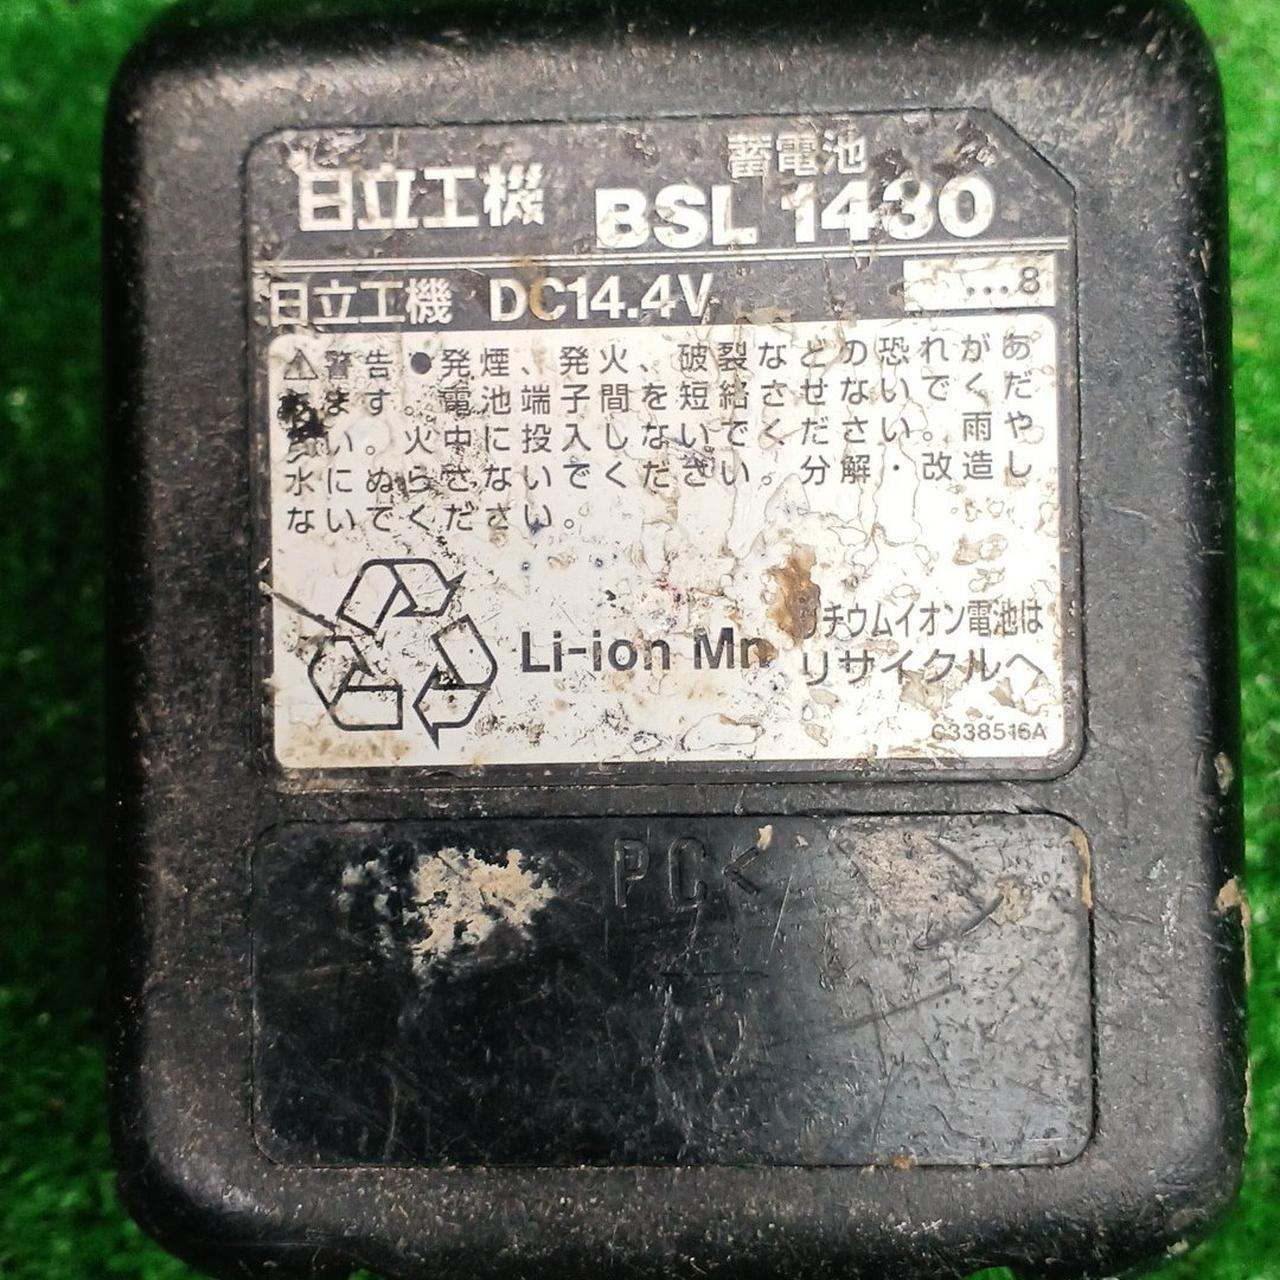 蓄電池
日立工機 BSL 1430
日立工機 DC14.4V ...8
⚠警告 ●発煙、発火、破裂などの恐れがあ
ります。電池端子間を短絡させないでくだ
さい。火中に投入しないでください。雨や
水にぬらさないでください。分解・改造し
ないでください。
Li-ion Mn
リチウムイオン電池は
リサイクルへ
C338516A
>PC<